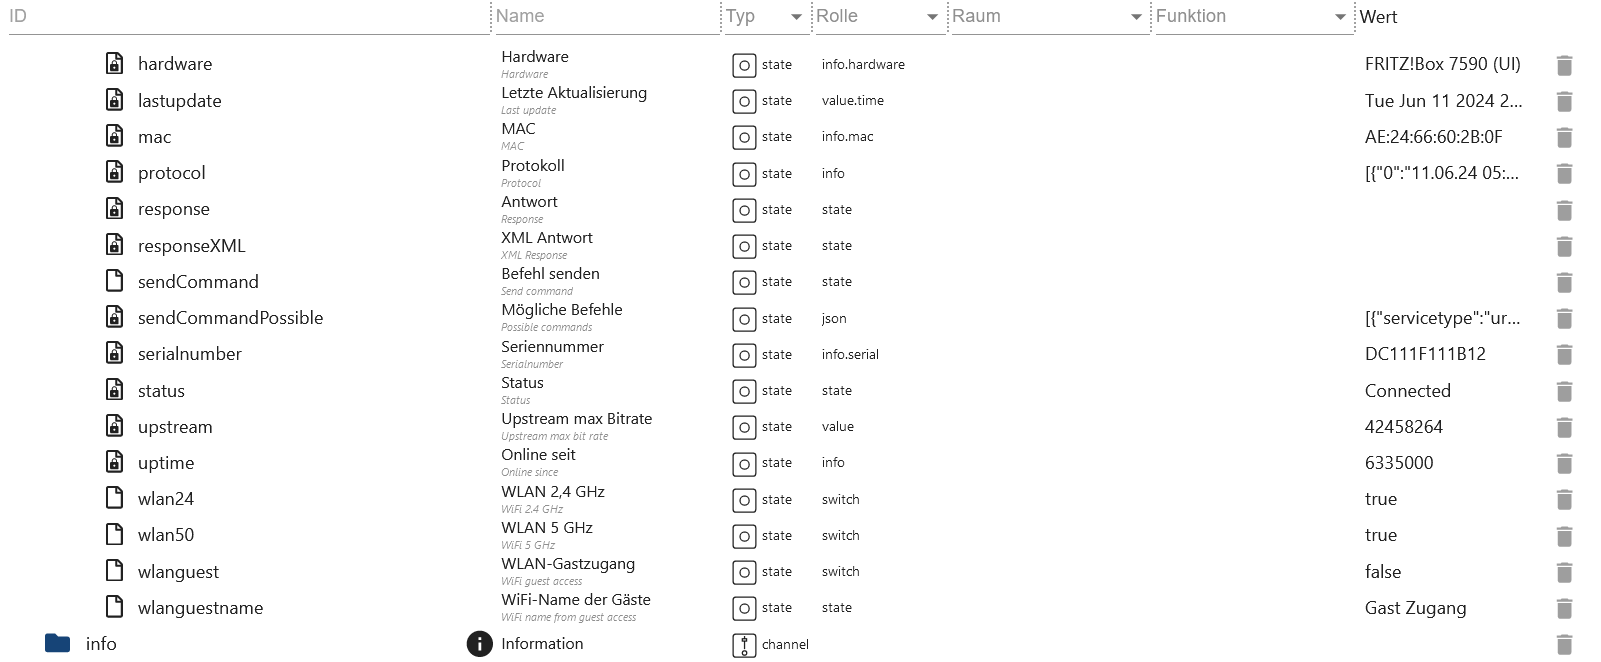 ID Name Typ Rolle Raum Funktion Wert
hardware Hardware state info.hardware FRITZ!Box 7590 (UI)
Hardware
lastupdate Letzte Aktualisierung state value.time Tue Jun 11 2024 2...
Last update
mac MAC state info.mac AE:24:66:60:2B:0F
MAC
protocol Protokoll state info [{"0":"11.06.24 05:...
Protocol
response Antwort state state
Response
responseXML XML Antwort state state
XML Response
sendCommand Befehl senden state state
Send command
sendCommandPossible Mögliche Befehle state json [{"servicetype":"ur...
Possible commands
serialnumber Seriennummer state info.serial DC111F111B12
Serialnumber
status Status state state Connected
Status
upstream Upstream max Bitrate state value 42458264
Upstream max bit rate
uptime Online seit state info 6335000
Online since
wlan24 WLAN 2,4 GHz state switch true
WiFi 2.4 GHz
wlan50 WLAN 5 GHz state switch true
WiFi 5 GHz
wlanguest WLAN-Gastzugang state switch false
WiFi guest access
wlanguestname WiFi-Name der Gäste state state Gast Zugang
WiFi name from guest access
info Information channel